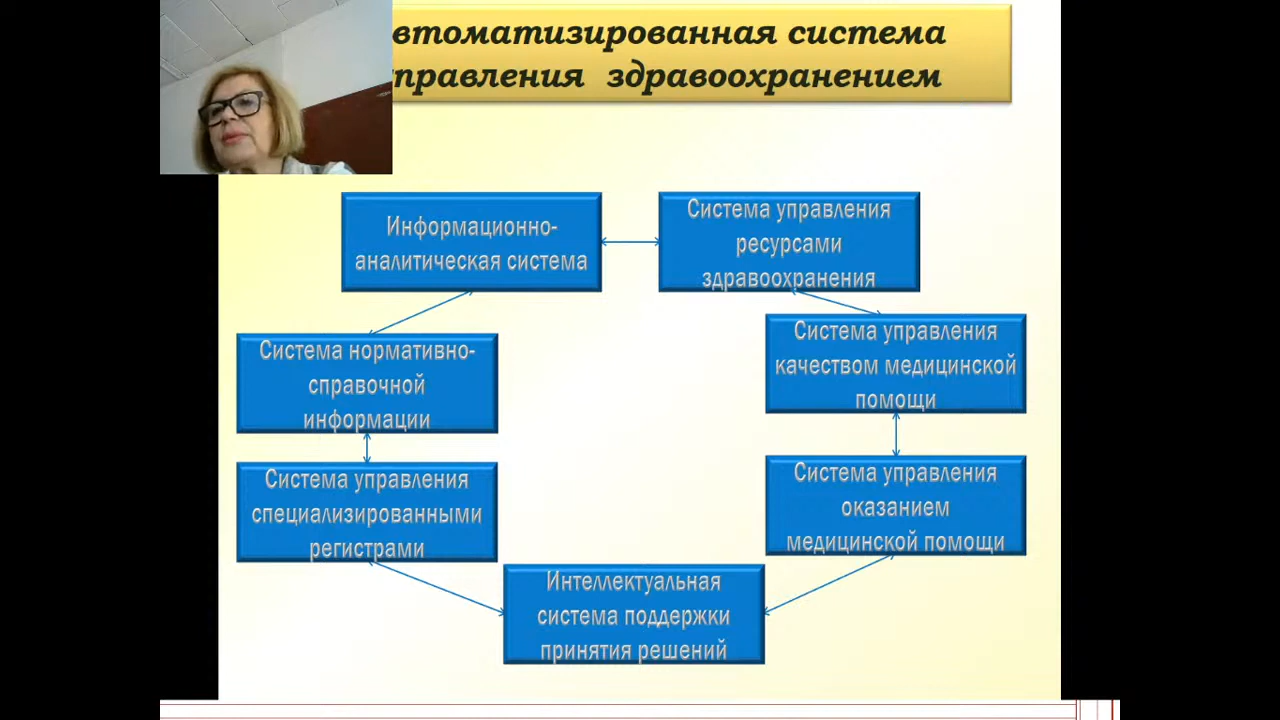 втоматизированная система
правления здравоохранением
Информационно-
аналитическая система
Система управления
ресурсами
здравоохранения
Система нормативно-
справочной
информации
Система управления
качеством медицинской
помощи
Система управления
специализированными
регистрами
Система управления
оказанием
медицинской помощи
Интеллектуальная
система поддержки
принятия решений